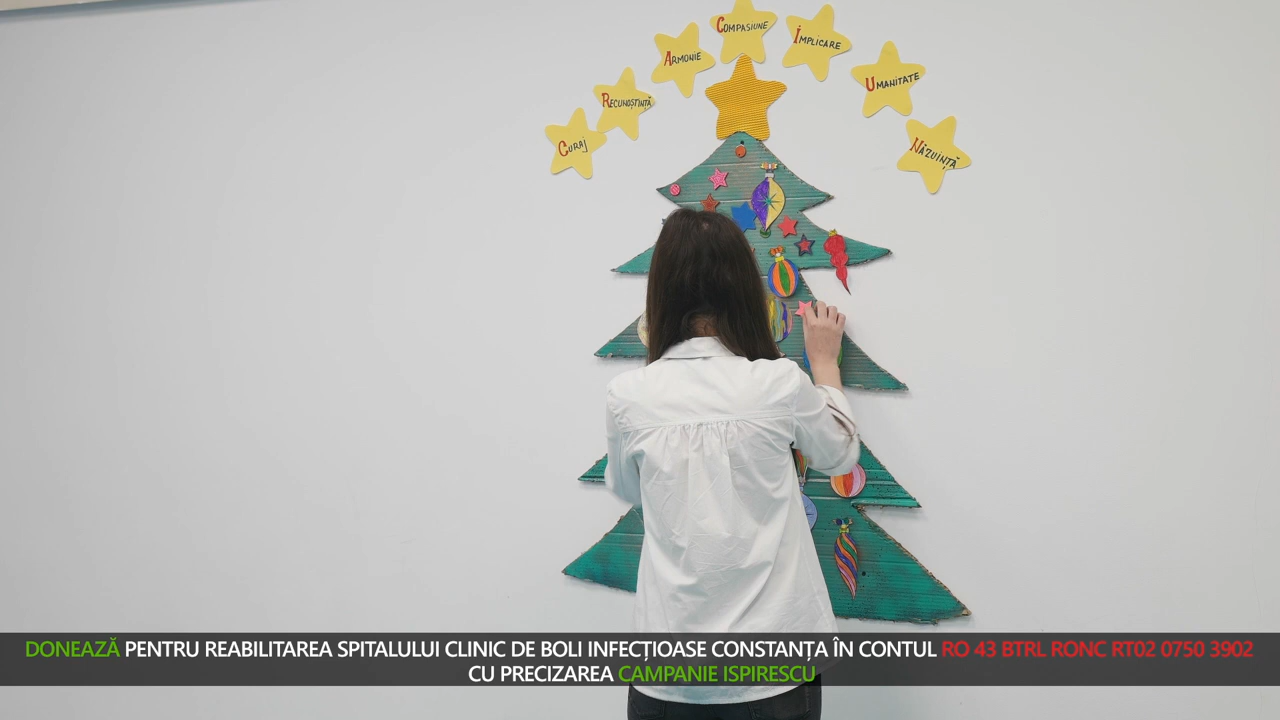 CURAJ
RECUNOȘTINȚĂ
ARMONIE
COMPASIUNE
IMPLICARE
UMANITATE
NĂZUINȚĂ
DONEAZĂ PENTRU REABILITAREA SPITALULUI CLINIC DE BOLI INFECȚIOASE CONSTANȚA ÎN CONTUL RO 43 BTRL RONC RT02 0750 3902
CU PRECIZAREA CAMPANIE ISPIRESCU